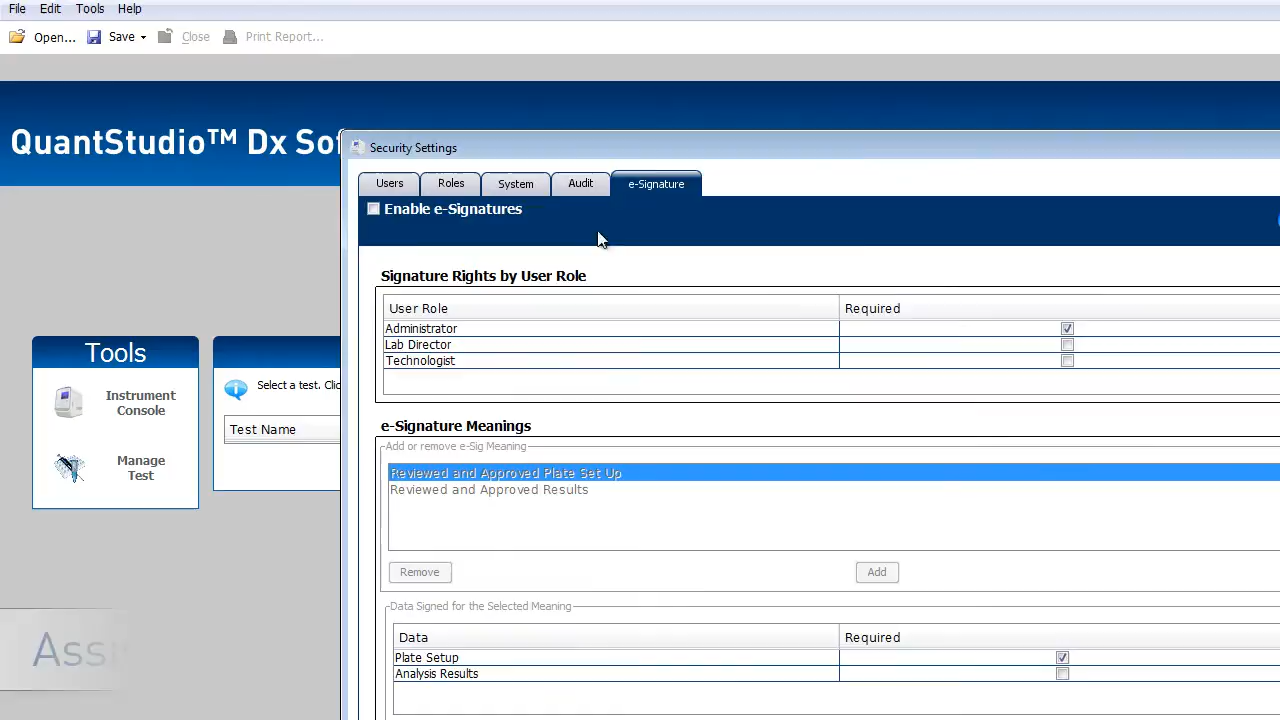 File Edit Tools Help
Open... Save Close Print Report...
QuantStudio™ Dx
Security Settings
Users Roles System Audit e-Signature
Enable e-Signatures
Signature Rights by User Role
User Role Required
Administrator
Lab Director
Technologist
Tools
Instrument
Console
Manage
Test
Select a test.
Test Name
e-Signature Meanings
Add or remove e-Sig Meaning
Reviewed and Approved Plate Set Up
Reviewed and Approved Results
Remove Add
Data Signed for the Selected Meaning
Data Required
Plate Setup
Analysis Results